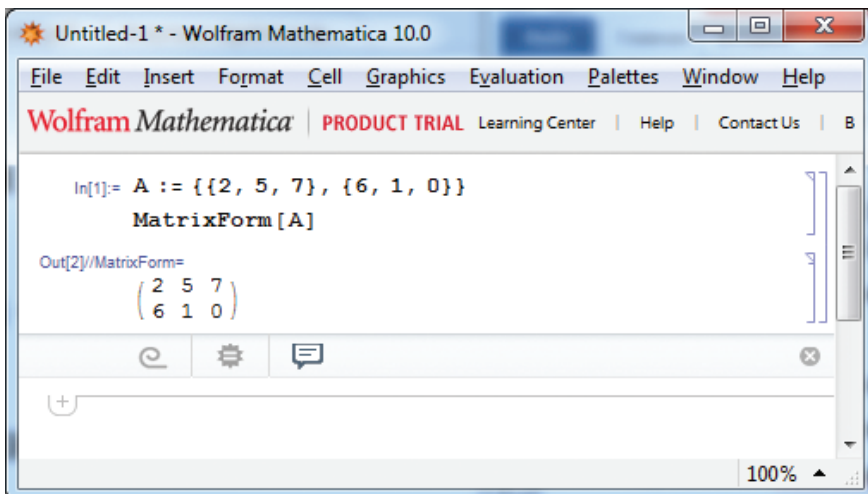 Untitled-1 * - Wolfram Mathematica 10.0
File Edit Insert Format Cell Graphics Evaluation Palettes Window Help
Wolfram Mathematica | PRODUCT TRIAL Learning Center | Help | Contact Us | B
In[1]:= A := {{2, 5, 7}, {6, 1, 0}}
MatrixForm[A]
Out[2]//MatrixForm=
( 2 5 7 )
( 6 1 0 )
100%